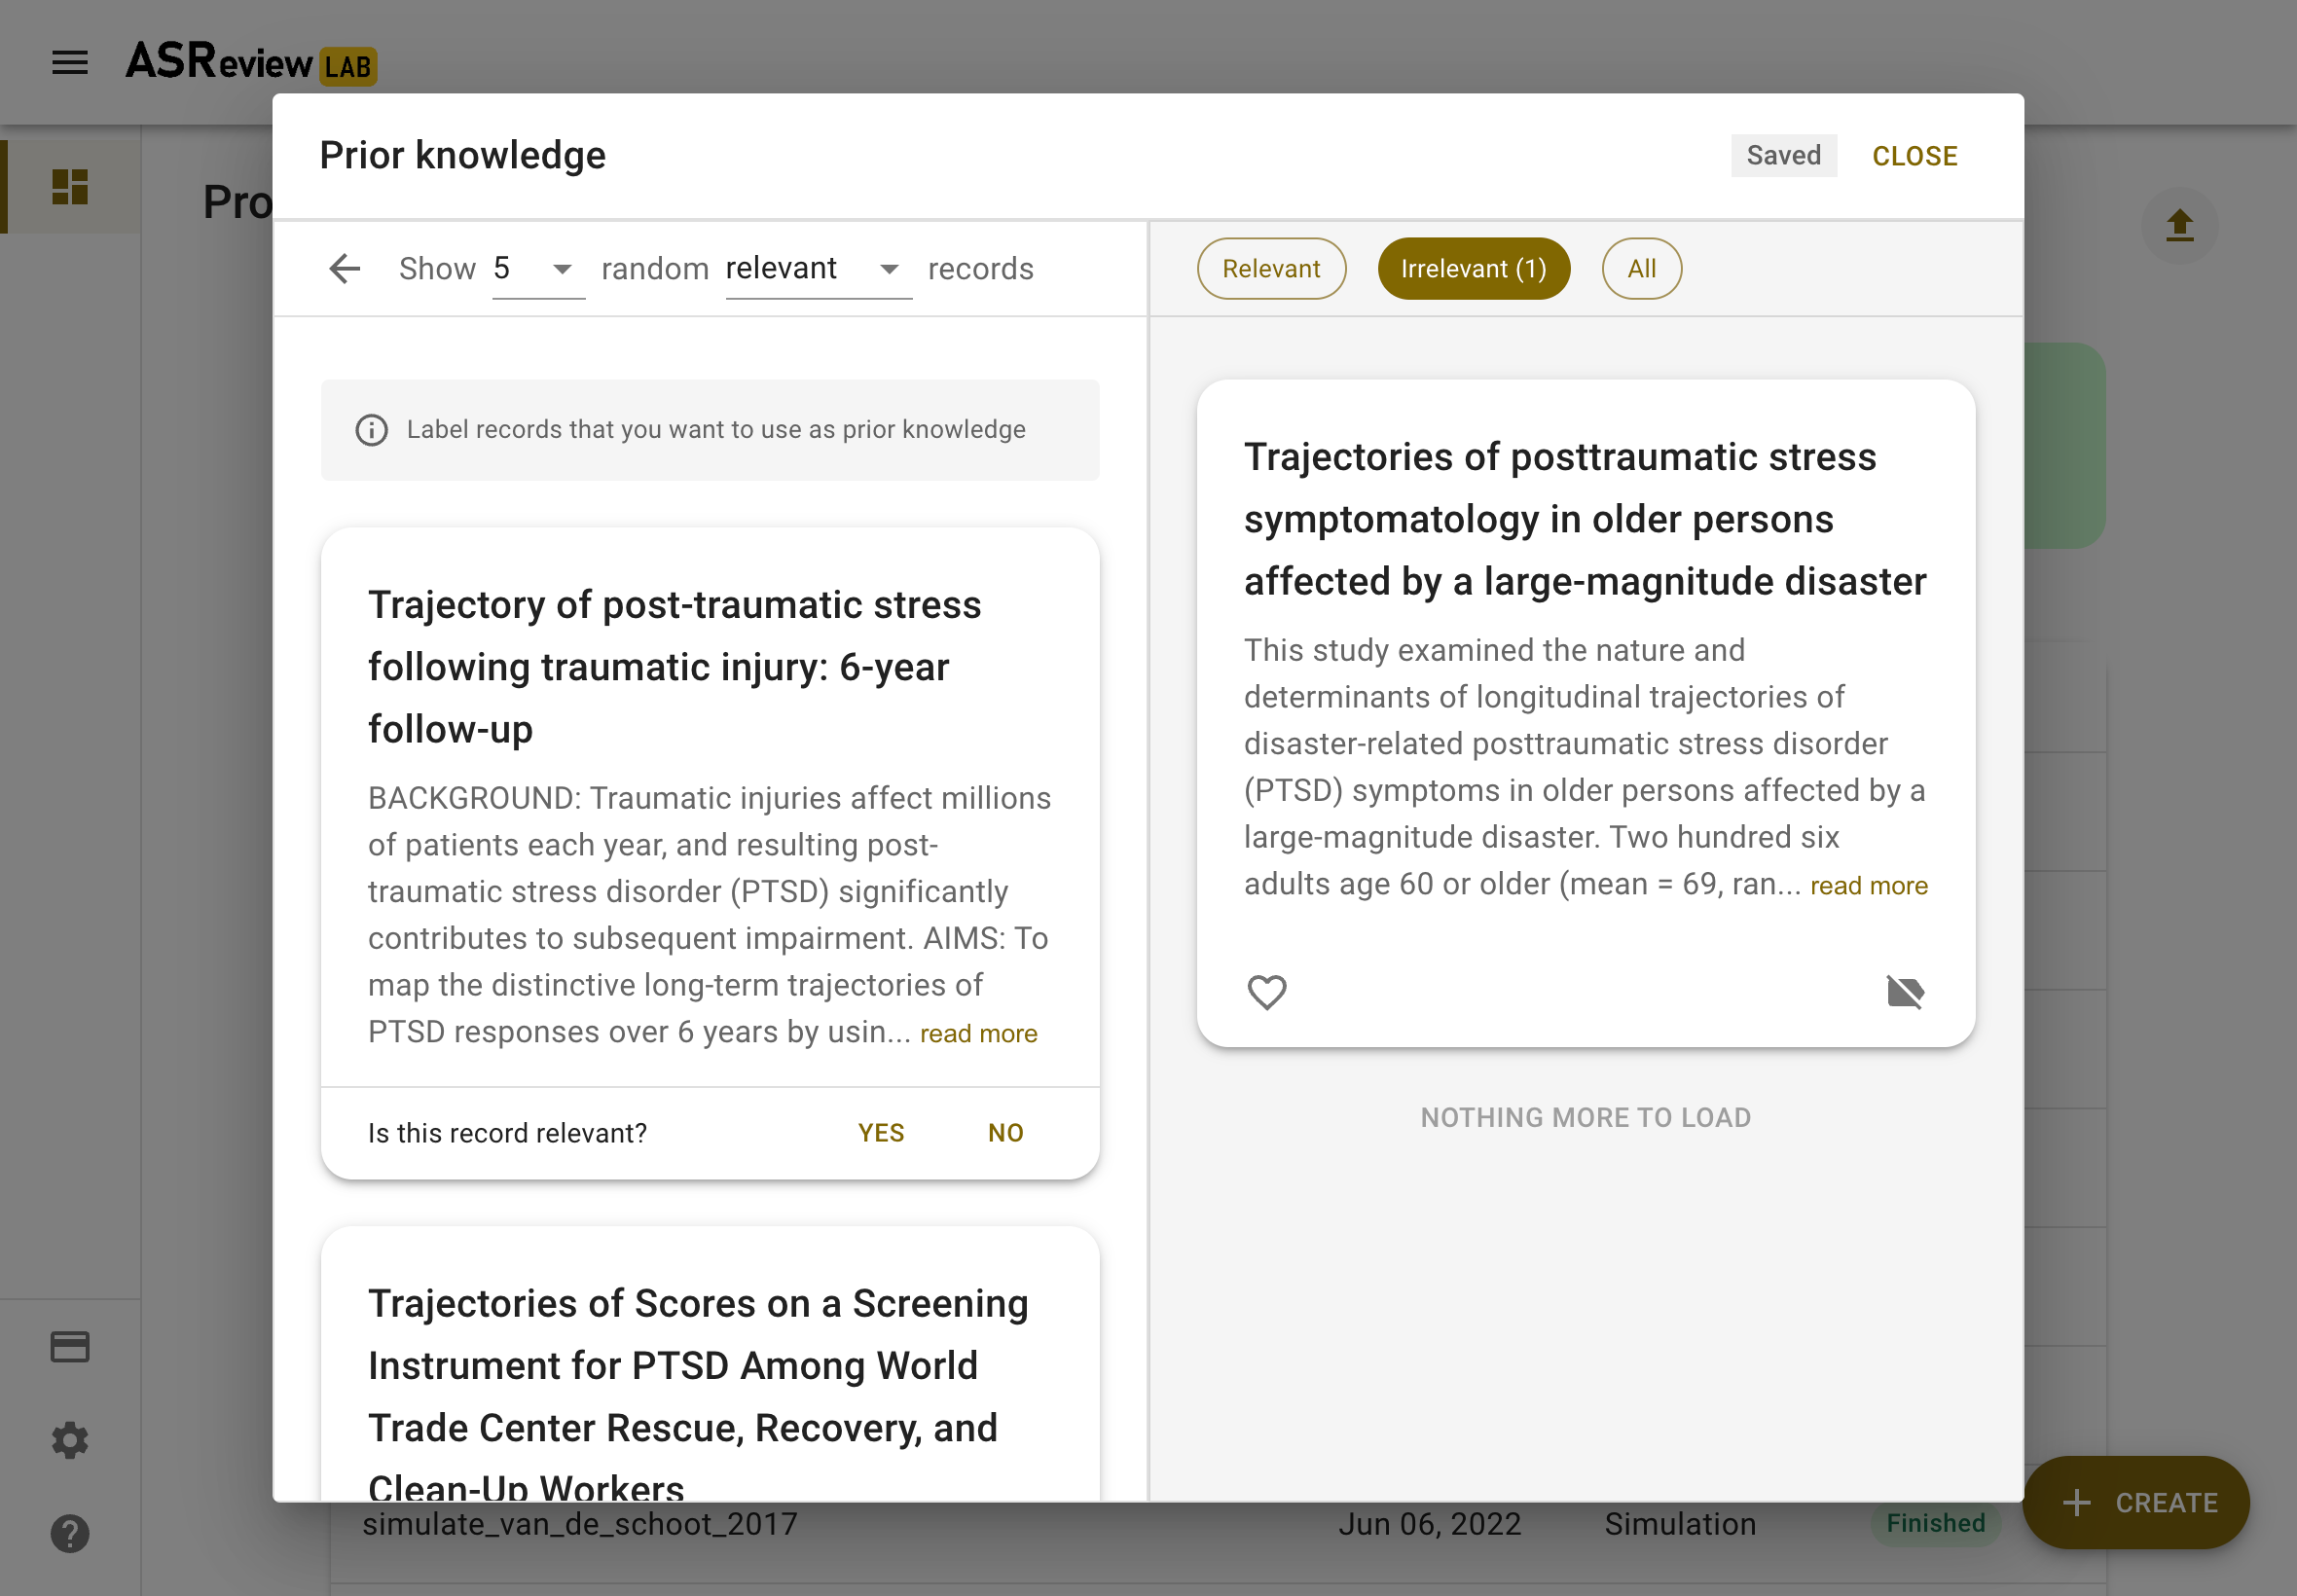 ASReview LAB
Pro
Prior knowledge
Saved
CLOSE
Show 5 random relevant records
Relevant
Irrelevant (1)
All
Label records that you want to use as prior knowledge
Trajectory of post-traumatic stress
following traumatic injury: 6-year
follow-up
BACKGROUND: Traumatic injuries affect millions
of patients each year, and resulting post-
traumatic stress disorder (PTSD) significantly
contributes to subsequent impairment. AIMS: To
map the distinctive long-term trajectories of
PTSD responses over 6 years by usin... read more
Is this record relevant?
YES
NO
Trajectories of Scores on a Screening
Instrument for PTSD Among World
Trade Center Rescue, Recovery, and
Clean-Up Workers
Trajectories of posttraumatic stress
symptomatology in older persons
affected by a large-magnitude disaster
This study examined the nature and
determinants of longitudinal trajectories of
disaster-related posttraumatic stress disorder
(PTSD) symptoms in older persons affected by a
large-magnitude disaster. Two hundred six
adults age 60 or older (mean = 69, ran... read more
NOTHING MORE TO LOAD
simulate_van_de_schoot_2017
Jun 06, 2022
Simulation
Finished
CREATE